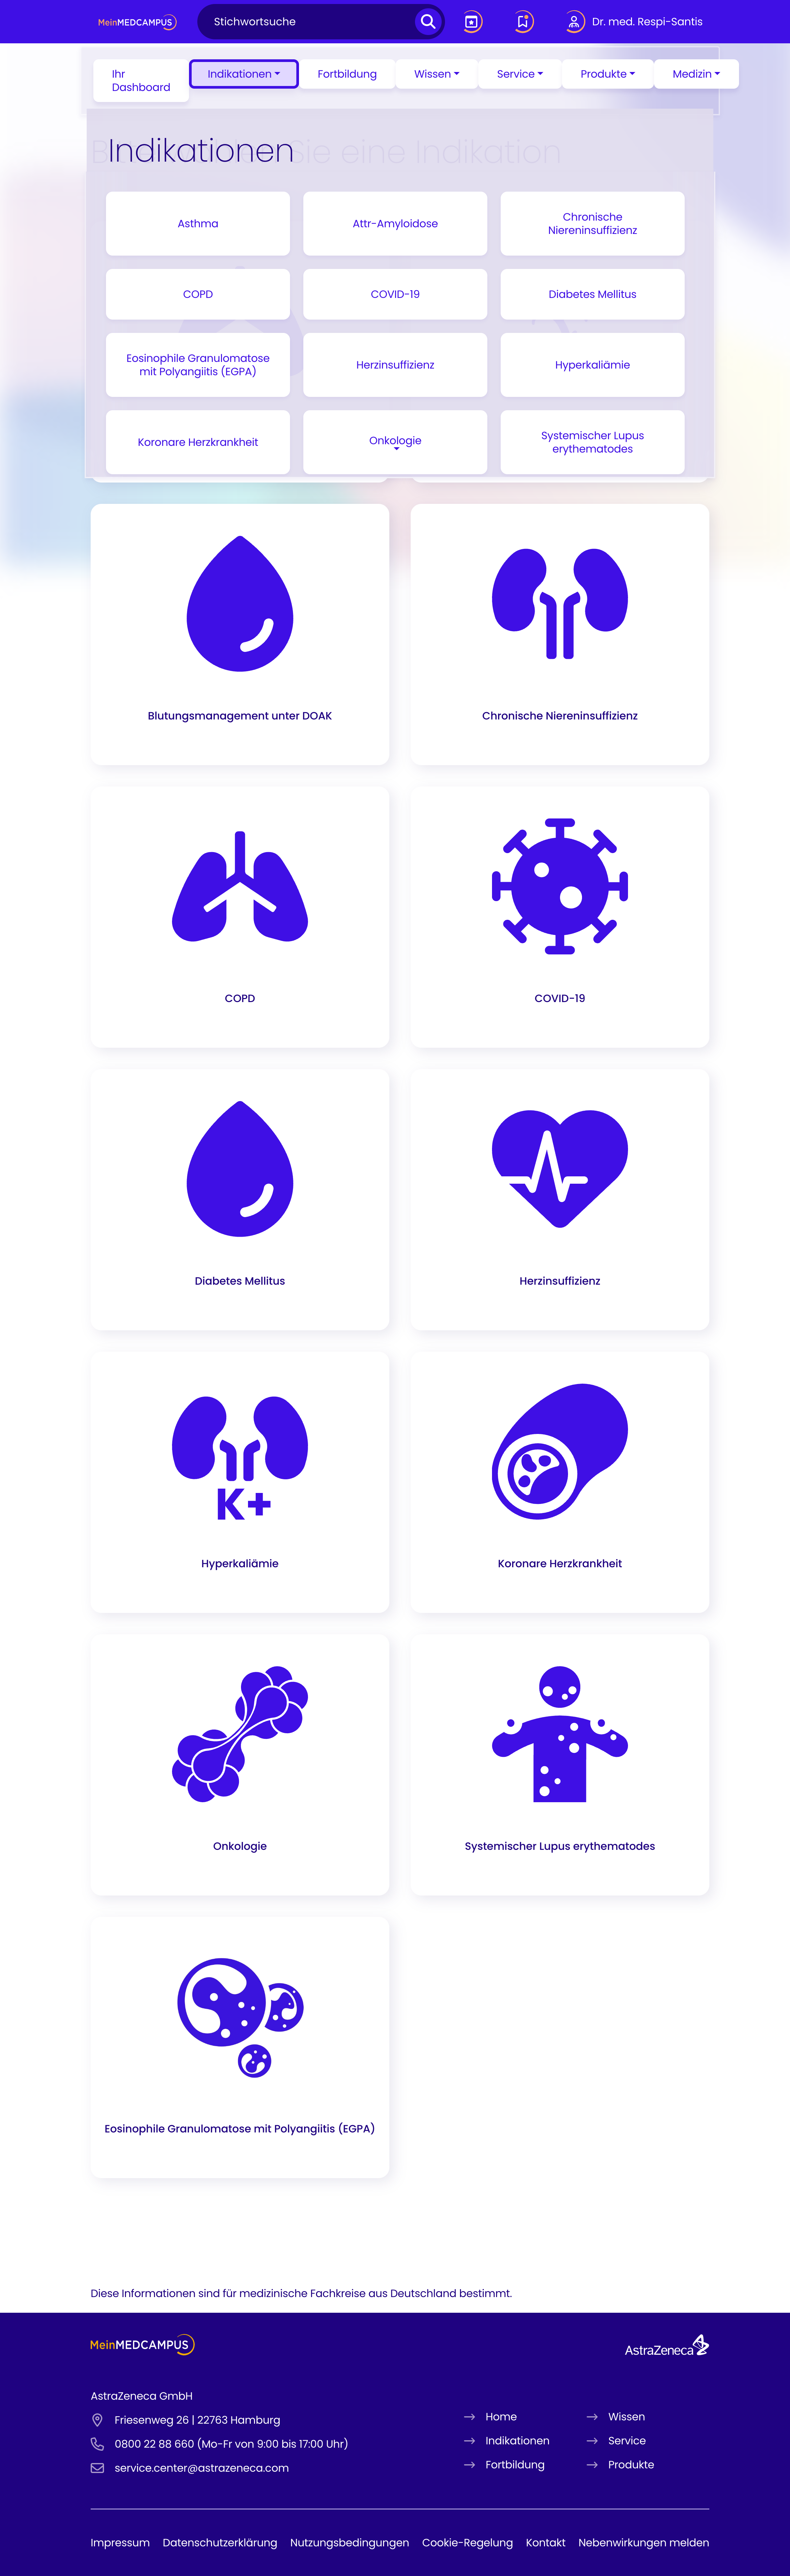 MeinMEDCAMPUS
Stichwortsuche
Dr. med. Respi-Santis
Ihr
Dashboard
Indikationen
Fortbildung
Wissen
Service
Produkte
Medizin
Indikationen
Sie eine Indikation
Asthma
Attr-Amyloidose
Chronische
Niereninsuffizienz
COPD
COVID-19
Diabetes Mellitus
Eosinophile Granulomatose
mit Polyangiitis (EGPA)
Herzinsuffizienz
Hyperkaliämie
Koronare Herzkrankheit
Onkologie
Systemischer Lupus
erythematodes
Blutungsmanagement unter DOAK
Chronische Niereninsuffizienz
COPD
COVID-19
Diabetes Mellitus
Herzinsuffizienz
K+
Hyperkaliämie
Koronare Herzkrankheit
Onkologie
Systemischer Lupus erythematodes
Eosinophile Granulomatose mit Polyangiitis (EGPA)
Diese Informationen sind für medizinische Fachkreise aus Deutschland bestimmt.
MeinMEDCAMPUS
AstraZeneca
AstraZeneca GmbH
Friesenweg 26 | 22763 Hamburg
0800 22 88 660 (Mo-Fr von 9:00 bis 17:00 Uhr)
service.center@astrazeneca.com
Home
Indikationen
Fortbildung
Wissen
Service
Produkte
Impressum
Datenschutzerklärung
Nutzungsbedingungen
Cookie-Regelung
Kontakt
Nebenwirkungen melden